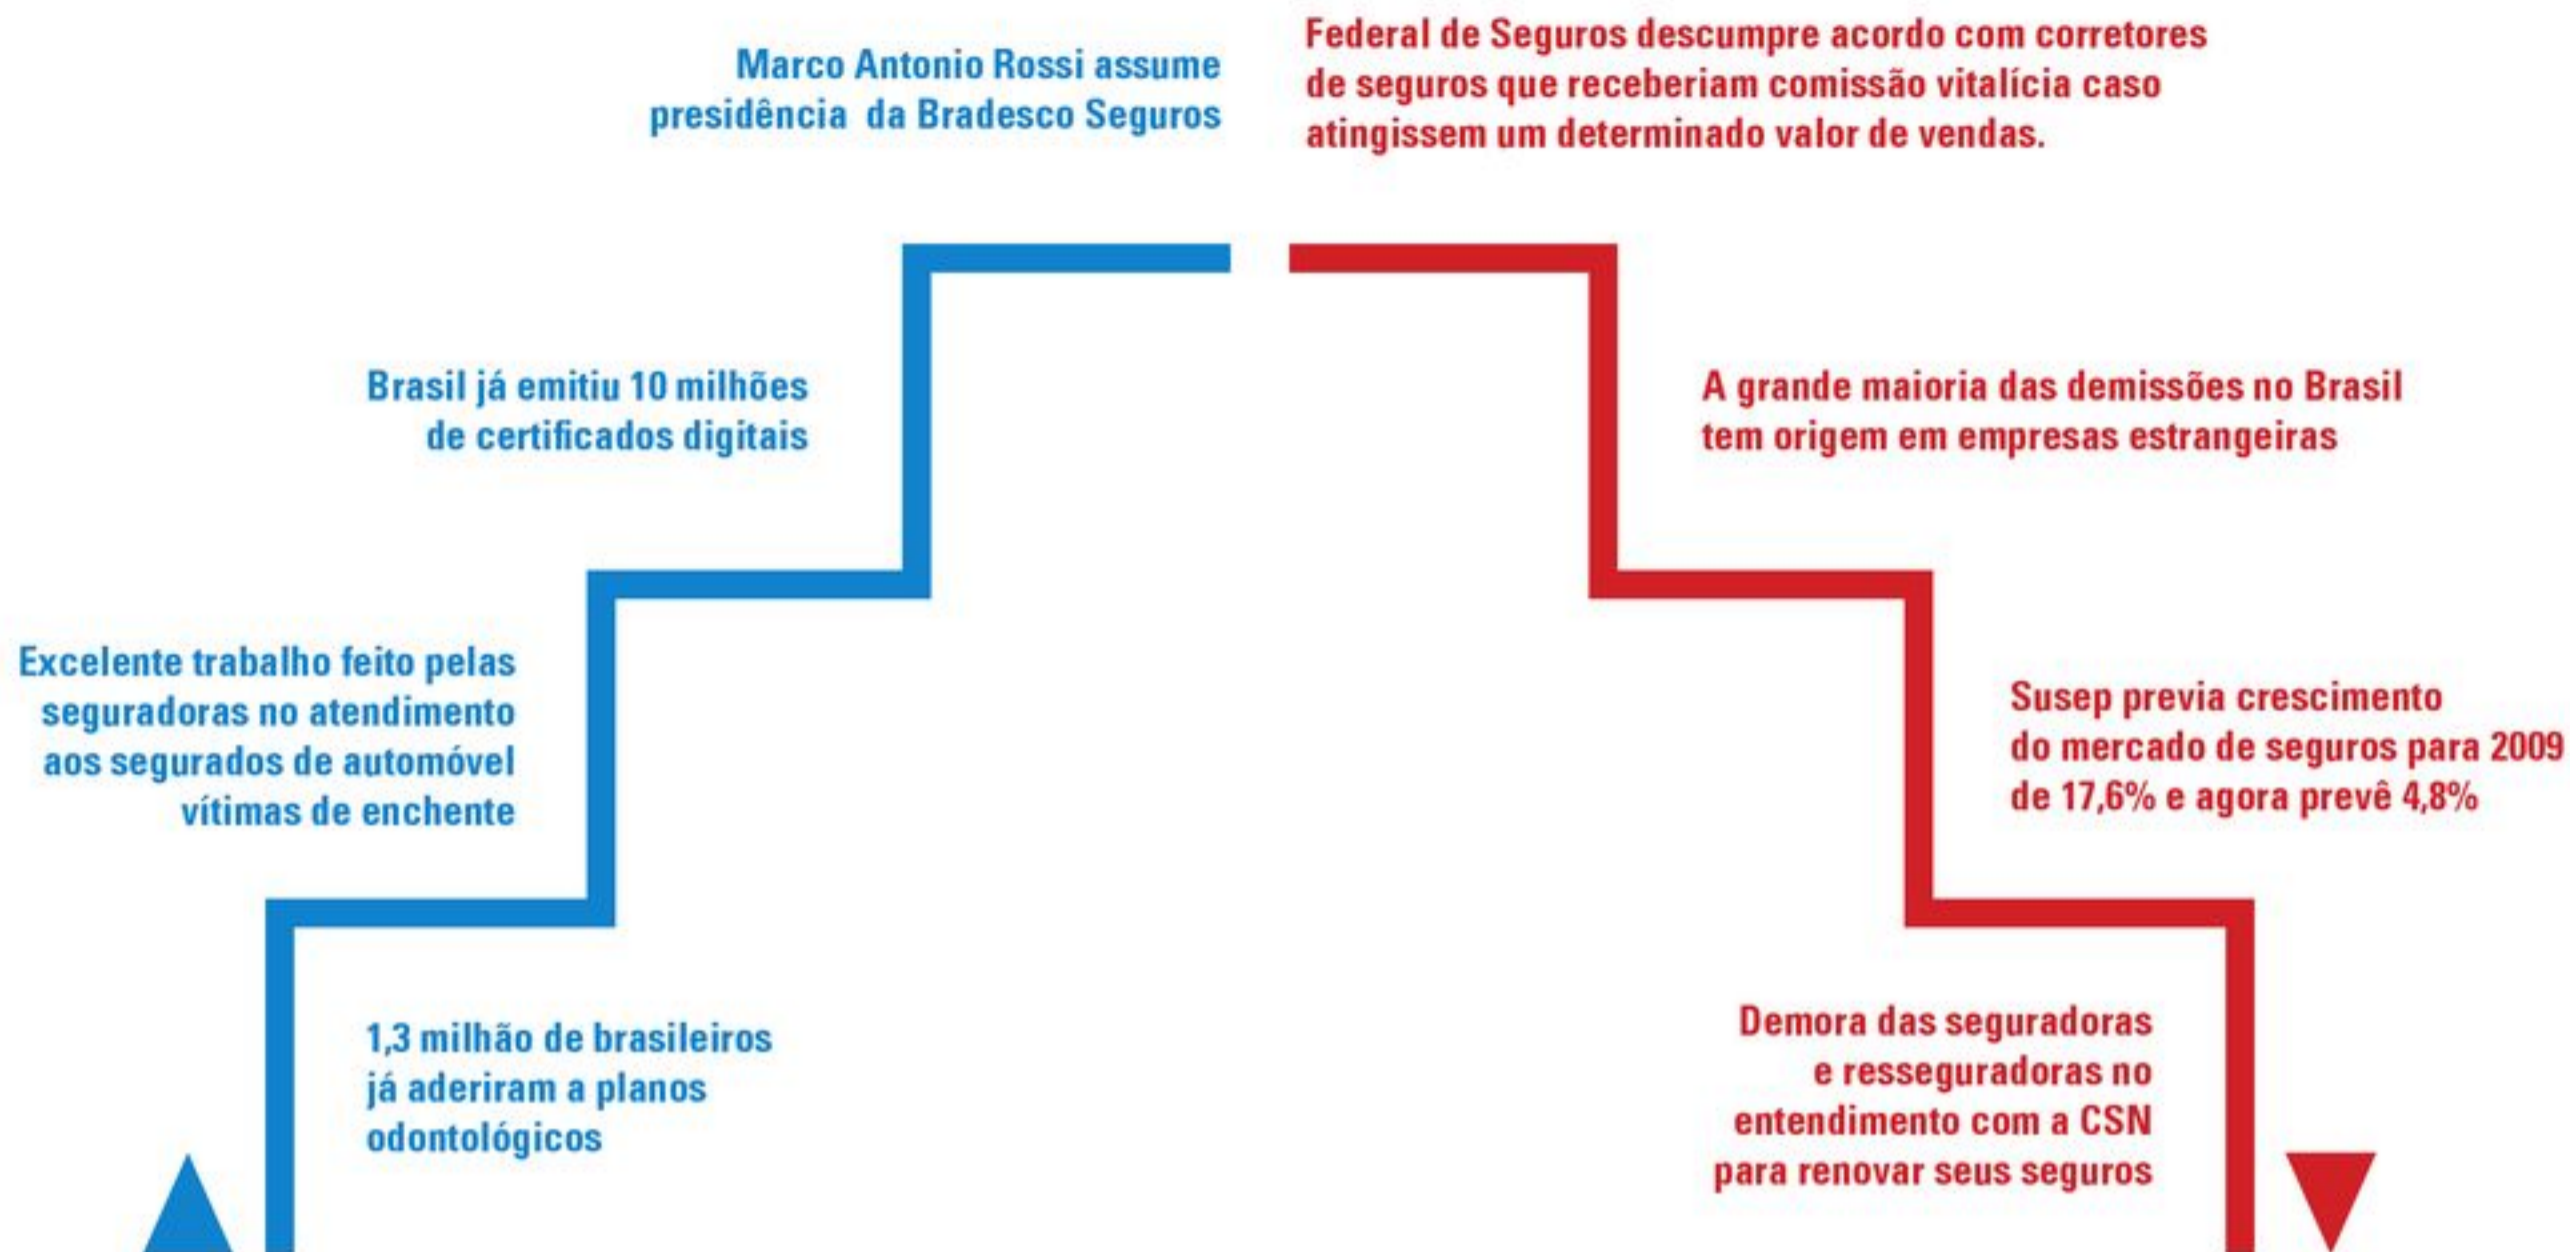 Marco Antonio Rossi assume
presidência da Bradesco Seguros
Brasil já emitiu 10 milhões
de certificados digitais
Excelente trabalho feito pelas
seguradoras no atendimento
aos segurados de automóvel
vítimas de enchente
1,3 milhão de brasileiros
já aderiram a planos
odontológicos
Federal de Seguros descumpre acordo com corretores
de seguros que receberiam comissão vitalícia caso
atingissem um determinado valor de vendas.
A grande maioria das demissões no Brasil
tem origem em empresas estrangeiras
Susep previa crescimento
do mercado de seguros para 2009
de 17,6% e agora prevê 4,8%
Demora das seguradoras
e resseguradoras no
entendimento com a CSN
para renovar seus seguros